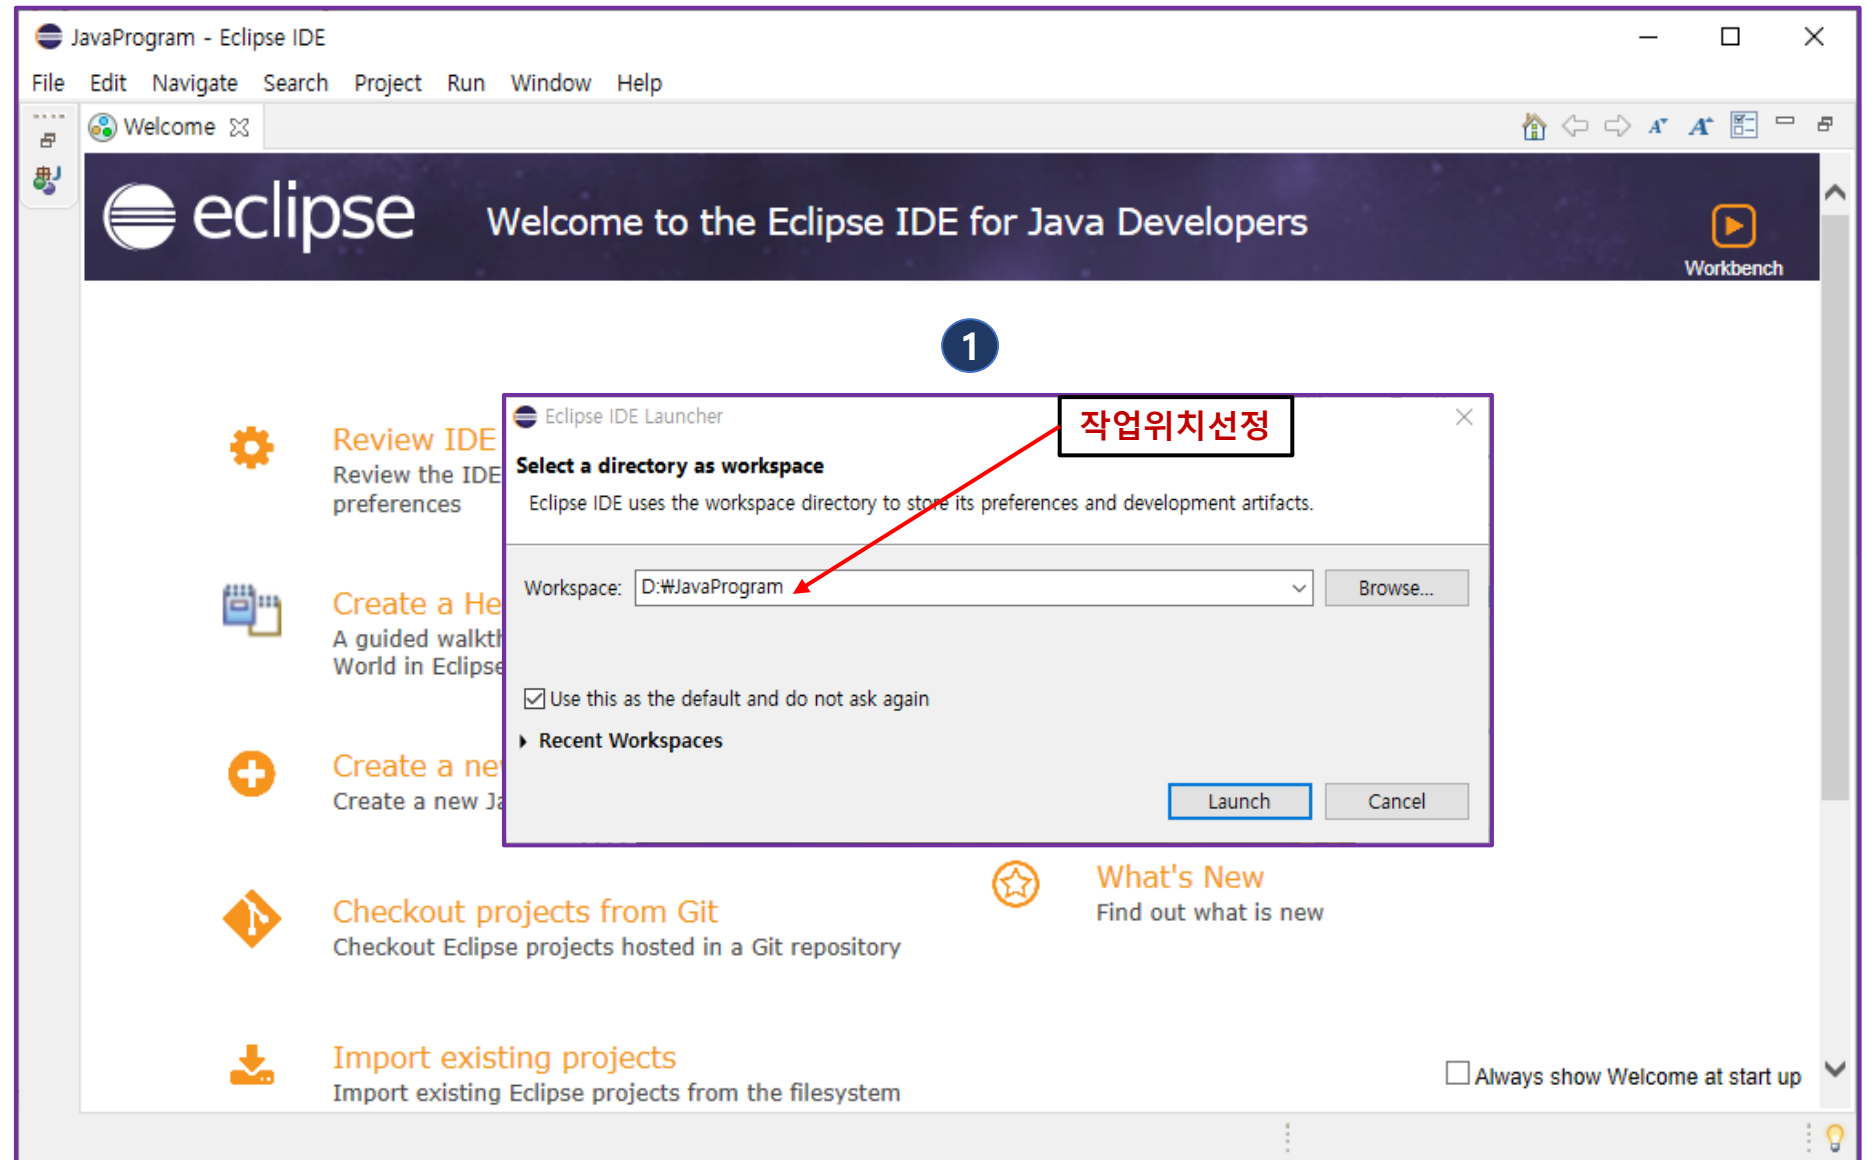 JavaProgram - Eclipse IDE
File Edit Navigate Search Project Run Window Help
Welcome
eclipse Welcome to the Eclipse IDE for Java Developers
Workbench
1
Eclipse IDE Launcher
작업위치선정
Select a directory as workspace
Eclipse IDE uses the workspace directory to store its preferences and development artifacts.
Workspace: D:₩JavaProgram Browse...
Use this as the default and do not ask again
Recent Workspaces
Launch Cancel
Review IDE
Review the IDE
preferences
Create a He
A guided walkt
World in Eclipse
Create a ne
Create a new Ja
Checkout projects from Git
Checkout Eclipse projects hosted in a Git repository
What's New
Find out what is new
Import existing projects
Import existing Eclipse projects from the filesystem
Always show Welcome at start up